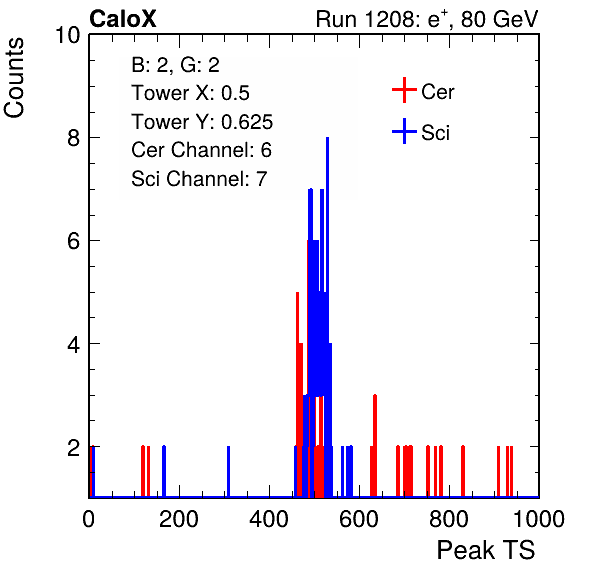 CaloX Run 1208: e⁺, 80 GeV
Counts
10
8
6
4
2
B: 2, G: 2
Tower X: 0.5
Tower Y: 0.625
Cer Channel: 6
Sci Channel: 7
Cer
Sci
0 200 400 600 800 1000
Peak TS